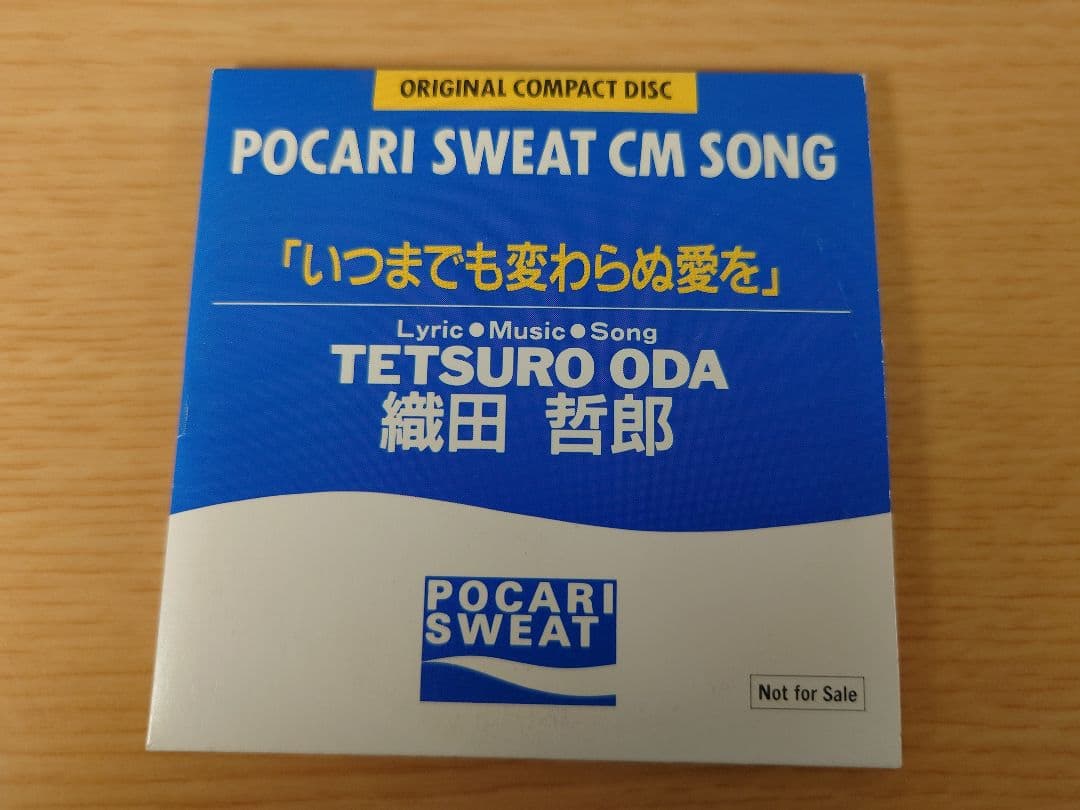 ORIGINAL COMPACT DISC
POCARI SWEAT CM SONG
「いつまでも変わらぬ愛を」
Lyric●Music●Song
TETSURO ODA
織田 哲郎
POCARI
SWEAT
Not for Sale